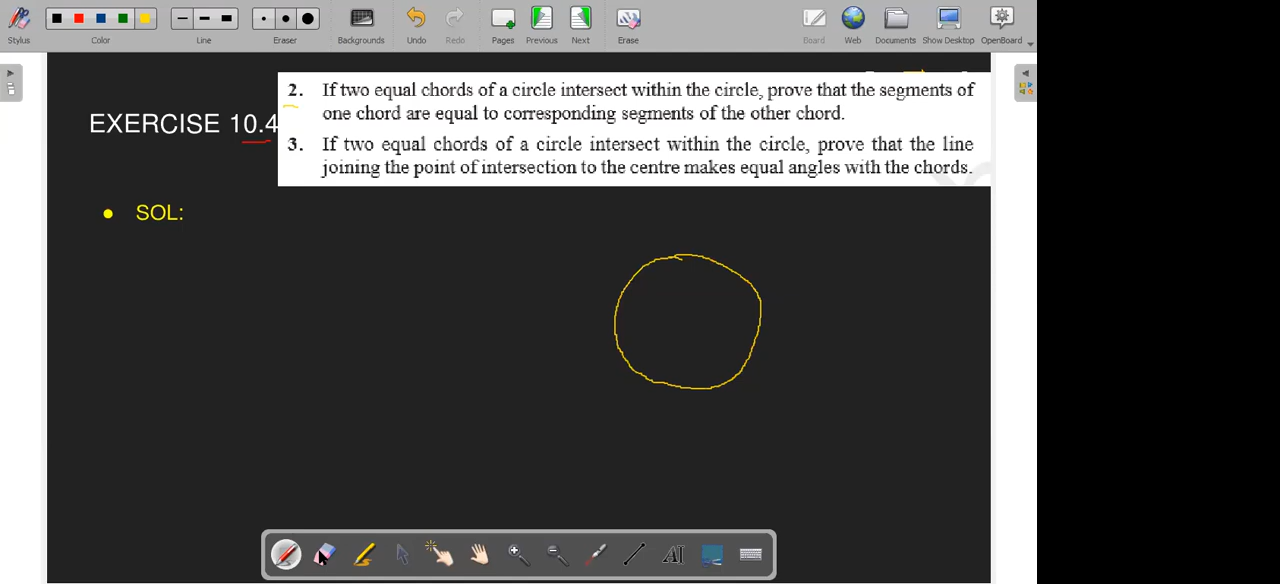 Stylus
Color
Line
Eraser
Backgrounds
Undo
Redo
Pages
Previous
Next
Erase
Board
Web
Documents
Show Desktop
OpenBoard
EXERCISE 10.4
2. If two equal chords of a circle intersect within the circle, prove that the segments of
one chord are equal to corresponding segments of the other chord.
3. If two equal chords of a circle intersect within the circle, prove that the line
joining the point of intersection to the centre makes equal angles with the chords.
• SOL: